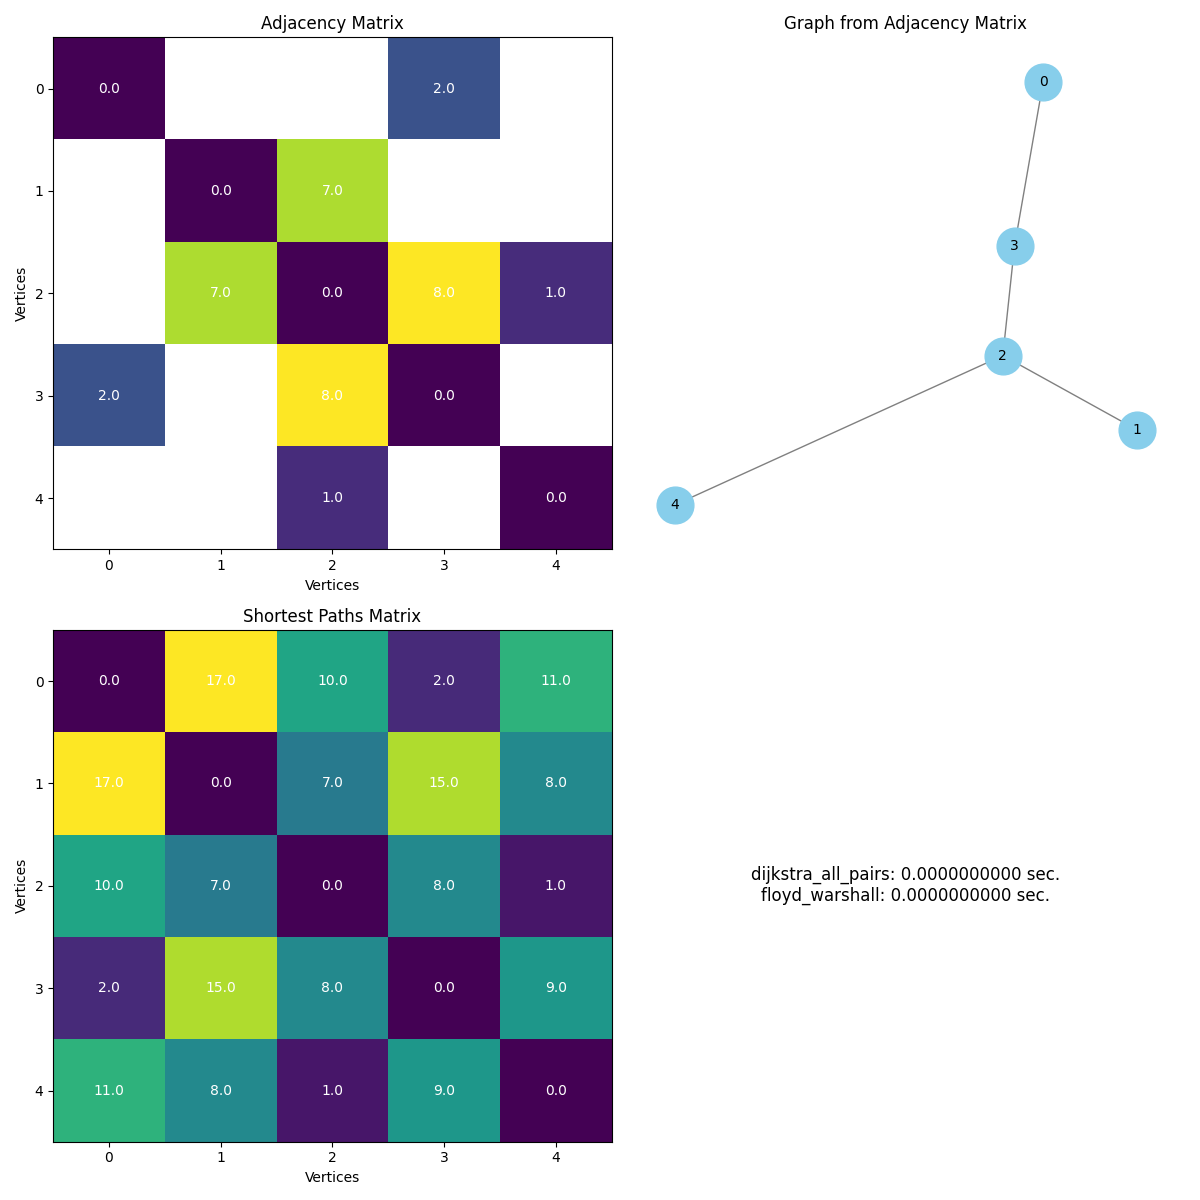 Adjacency Matrix
0 0.0 2.0
1 0.0 7.0
2 7.0 0.0 8.0 1.0
3 2.0 8.0 0.0
4 1.0 0.0
0 1 2 3 4
Vertices
Vertices
Graph from Adjacency Matrix
0
3
2
1
4
Shortest Paths Matrix
0 0.0 17.0 10.0 2.0 11.0
1 17.0 0.0 7.0 15.0 8.0
2 10.0 7.0 0.0 8.0 1.0
3 2.0 15.0 8.0 0.0 9.0
4 11.0 8.0 1.0 9.0 0.0
0 1 2 3 4
Vertices
Vertices
dijkstra_all_pairs: 0.0000000000 sec.
floyd_warshall: 0.0000000000 sec.